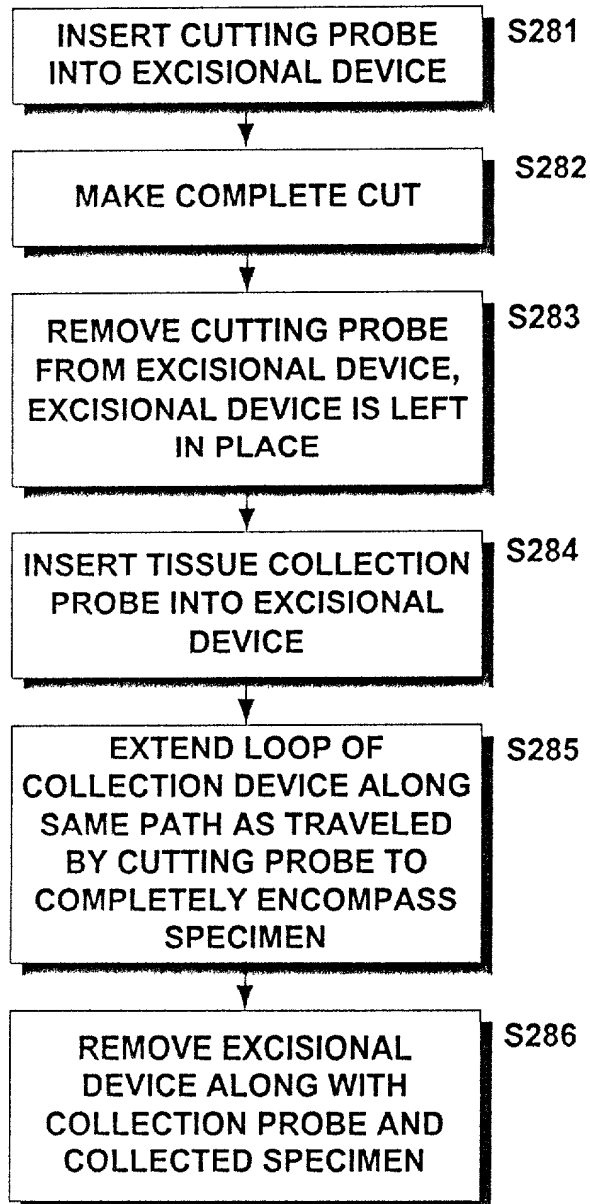 INSERT CUTTING PROBE
INTO EXCISIONAL DEVICE
S281
MAKE COMPLETE CUT
S282
REMOVE CUTTING PROBE
FROM EXCISIONAL DEVICE,
EXCISIONAL DEVICE IS LEFT
IN PLACE
S283
INSERT TISSUE COLLECTION
PROBE INTO EXCISIONAL
DEVICE
S284
EXTEND LOOP OF
COLLECTION DEVICE ALONG
SAME PATH AS TRAVELED
BY CUTTING PROBE TO
COMPLETELY ENCOMPASS
SPECIMEN
S285
REMOVE EXCISIONAL
DEVICE ALONG WITH
COLLECTION PROBE AND
COLLECTED SPECIMEN
S286